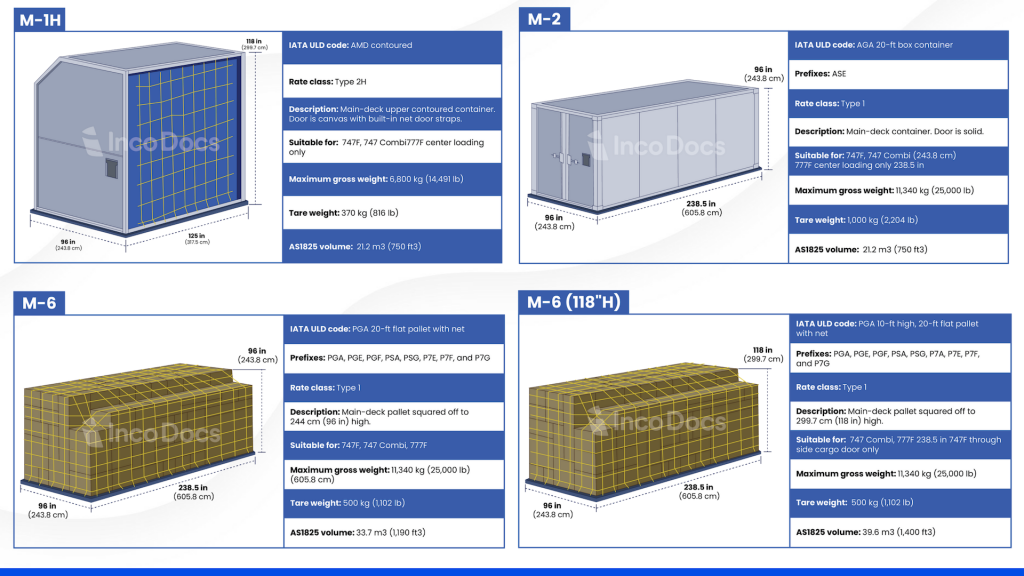 M-1H
118 in
(299.7 cm)
IncoDocs
96 in
(243.8 cm)
125 in
(317.5 cm)
IATA ULD code: AMD contoured
Rate class: Type 2H
Description: Main-deck upper contoured container.
Door is canvas with built-in net door straps.
Suitable for: 747F, 747 Combi777F center loading
only
Maximum gross weight: 6,800 kg (14,491 lb)
Tare weight: 370 kg (816 lb)
AS1825 volume: 21.2 m3 (750 ft3)
M-2
96 in
(243.8 cm)
IncoDocs
238.5 in
(605.8 cm)
96 in
(243.8 cm)
IATA ULD code: AGA 20-ft box container
Prefixes: ASE
Rate class: Type 1
Description: Main-deck container. Door is solid.
Suitable for: 747F, 747 Combi (243.8 cm)
777F center loading only 238.5 in
Maximum gross weight: 11,340 kg (25,000 lb)
Tare weight: 1,000 kg (2,204 lb)
AS1825 volume: 21.2 m3 (750 ft3)
M-6
96 in
(243.8 cm)
IncoDocs
238.5 in
(605.8 cm)
96 in
(243.8 cm)
IATA ULD code: PGA 20-ft flat pallet with net
Prefixes: PGA, PGE, PGF, PSA, PSG, P7E, P7F, and P7G
Rate class: Type 1
Description: Main-deck pallet squared off to
244 cm (96 in) high.
Suitable for: 747F, 747 Combi, 777F
Maximum gross weight: 11,340 kg (25,000 lb)
(605.8 cm)
Tare weight: 500 kg (1,102 lb)
AS1825 volume: 33.7 m3 (1,190 ft3)
M-6 (118"H)
118 in
(299.7 cm)
IncoDocs
238.5 in
(605.8 cm)
96 in
(243.8 cm)
IATA ULD code: PGA 10-ft high, 20-ft flat pallet
with net
Prefixes: PGA, PGE, PGF, PSA, PSG, P7A, P7E, P7F,
and P7G
Rate class: Type 1
Description: Main-deck pallet squared off to
299.7 cm (118 in) high.
Suitable for: 747 Combi, 777F 238.5 in 747F through
side cargo door only
Maximum gross weight: 11,340 kg (25,000 lb)
Tare weight: 500 kg (1,102 lb)
AS1825 volume: 39.6 m3 (1,400 ft3)